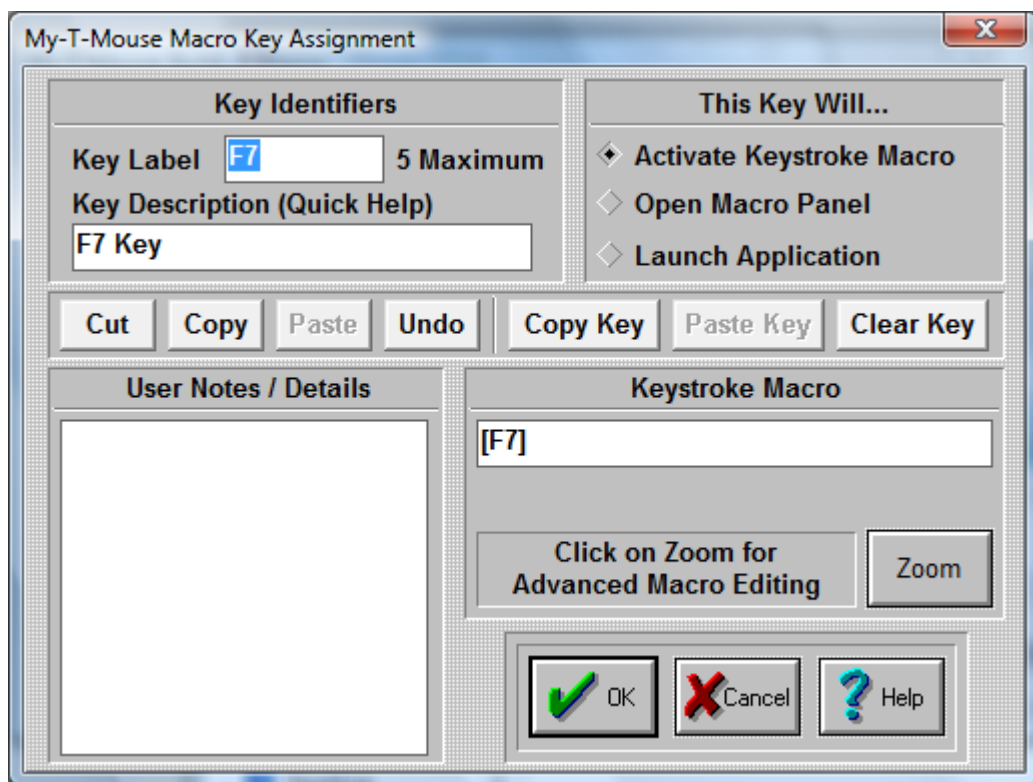 My-T-Mouse Macro Key Assignment
Key Identifiers
Key Label F7 5 Maximum
Key Description (Quick Help)
F7 Key
This Key Will...
Activate Keystroke Macro
Open Macro Panel
Launch Application
Cut Copy Paste Undo Copy Key Paste Key Clear Key
User Notes / Details
Keystroke Macro
[F7]
Click on Zoom for
Advanced Macro Editing
Zoom
OK Cancel Help